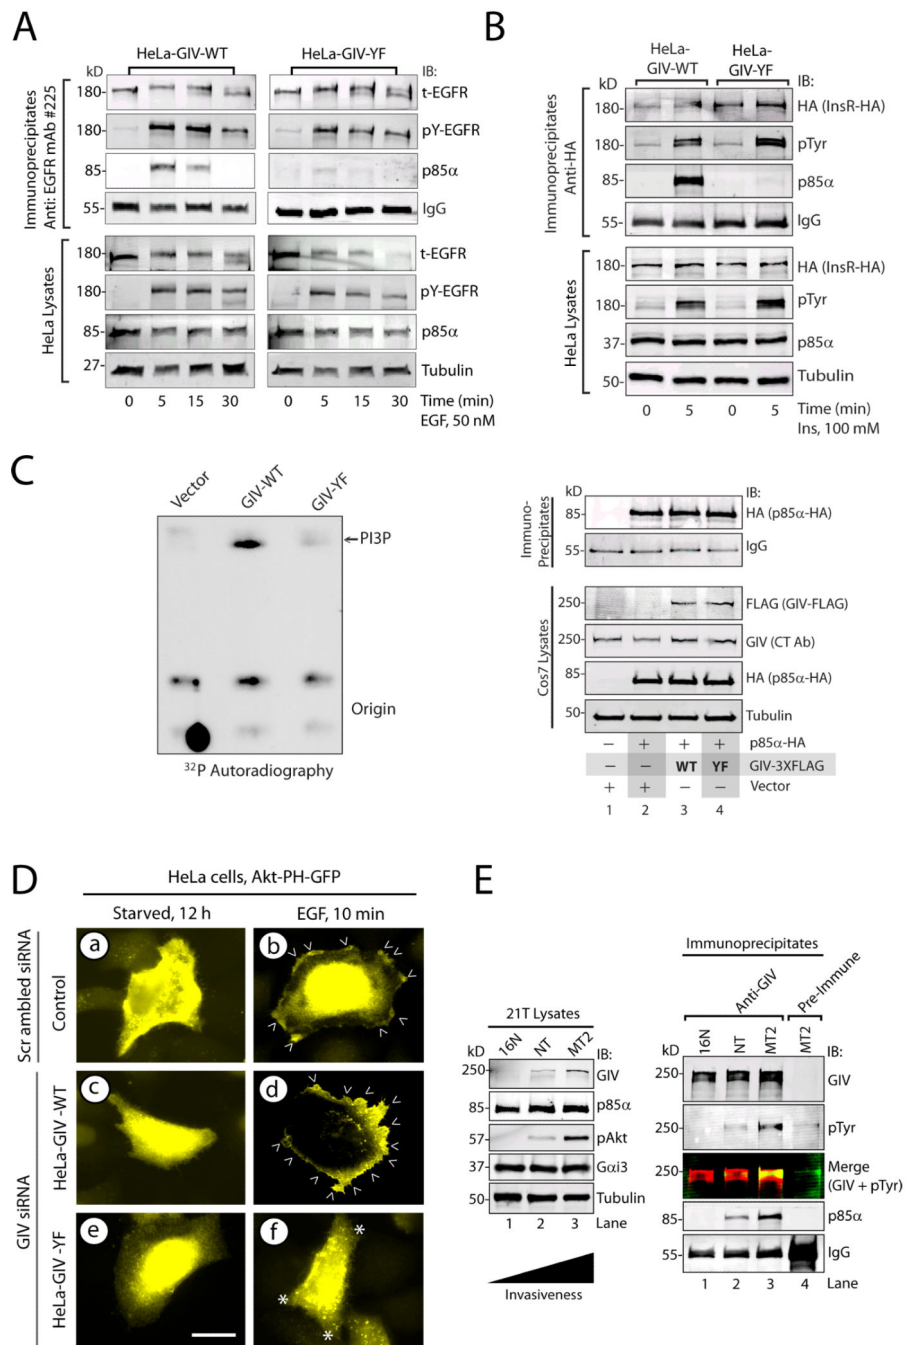 A
HeLa-GIV-WT
HeLa-GIV-YF
kD
IB:
Immunoprecipitates
Anti: EGFR mAb #225
180-
t-EGFR
180-
pY-EGFR
85-
p85α
55-
IgG
HeLa Lysates
t-EGFR
180-
180-
pY-EGFR
85-
p85α
27-
Tubulin
0 5 15 30 0 5 15 30 Time (min)
EGF, 50 nM
B
HeLa-
GIV-WT
HeLa-
GIV-YF
kD
IB:
Immunoprecipitates
Anti-HA
180-
HA (InsR-HA)
180-
pTyr
85-
p85α
55-
IgG
HeLa Lysates
180-
HA (InsR-HA)
180-
pTyr
37-
p85α
50-
Tubulin
0 5 0 5 Time (min)
Ins, 100 mM
C
Vector
GIV-WT
GIV-YF
←PI3P
Origin
³²P Autoradiography
kD
IB:
Immuno-
Precipitates
85-
HA (p85α-HA)
55-
IgG
Cos7 Lysates
250-
FLAG (GIV-FLAG)
250-
GIV (CT Ab)
85-
HA (p85α-HA)
50-
Tubulin
− + + + p85α-HA
− − WT YF GIV-3XFLAG
+ + − − Vector
1 2 3 4
D
HeLa cells, Akt-PH-GFP
Starved, 12 h
EGF, 10 min
Scrambled siRNA
Control
a
b
GIV siRNA
HeLa-GIV -WT
c
d
HeLa-GIV -YF
e
f
* * *
E
21T Lysates
16N
NT
MT2
kD
IB:
250-
GIV
85-
p85α
57-
pAkt
37-
Gαi3
50-
Tubulin
1 2 3 Lane
Invasiveness
Immunoprecipitates
Anti-GIV
Pre-Immune
16N
NT
MT2
MT2
kD
IB:
250-
GIV
250-
pTyr
250-
Merge
(GIV + pTyr)
85-
p85α
55-
IgG
1 2 3 4 Lane